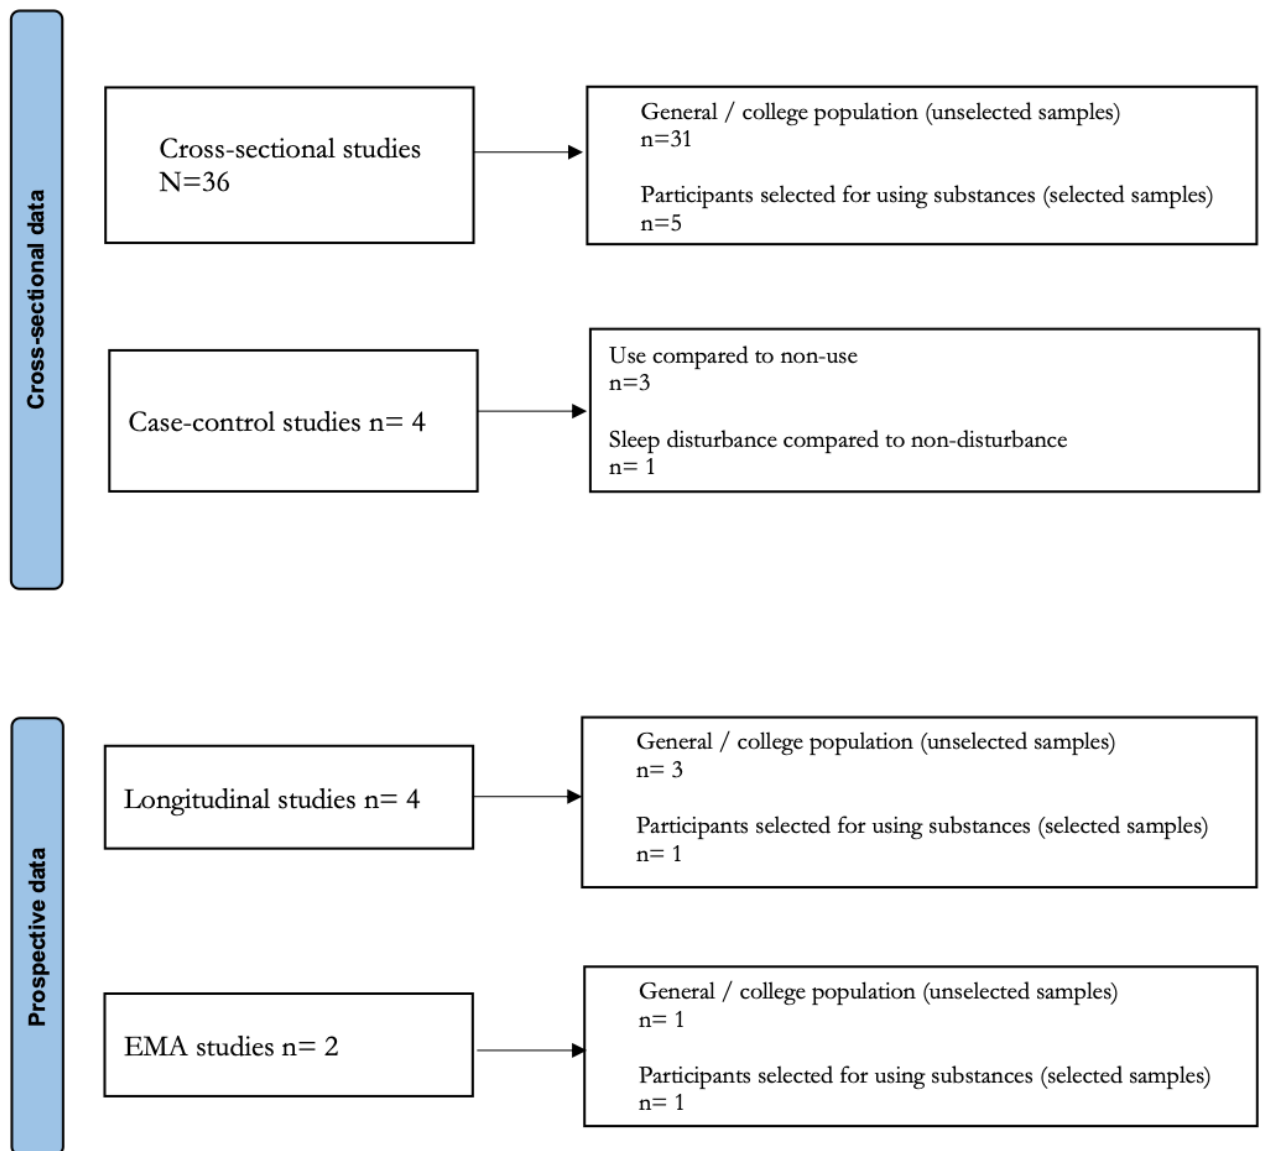 Cross-sectional data
Cross-sectional studies
N=36
General / college population (unselected samples)
n=31
Participants selected for using substances (selected samples)
n=5
Case-control studies n= 4
Use compared to non-use
n=3
Sleep disturbance compared to non-disturbance
n= 1
Prospective data
Longitudinal studies n= 4
General / college population (unselected samples)
n= 3
Participants selected for using substances (selected samples)
n= 1
EMA studies n= 2
General / college population (unselected samples)
n= 1
Participants selected for using substances (selected samples)
n= 1